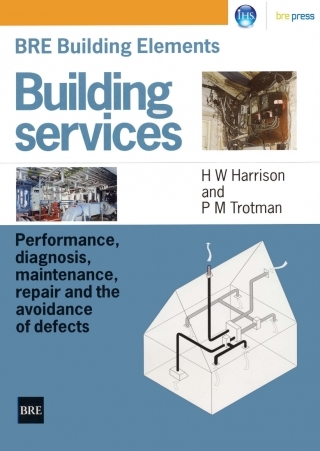 IHS
bre press
BRE Building Elements
Building
services
H W Harrison
and
P M Trotman
Performance,
diagnosis,
maintenance,
repair and the
avoidance
of defects
BRE